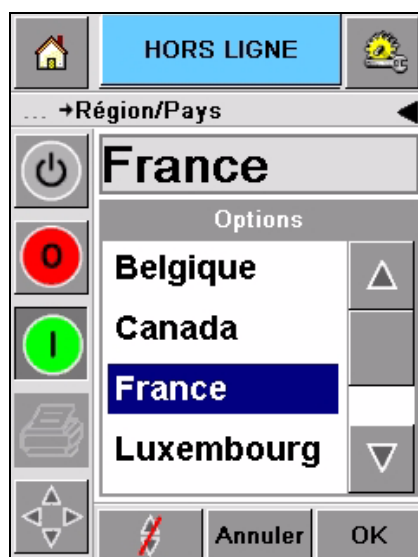 HORS LIGNE
... →Région/Pays
France
Options
Belgique
O
Canada
I
France
Luxembourg
Annuler
OK